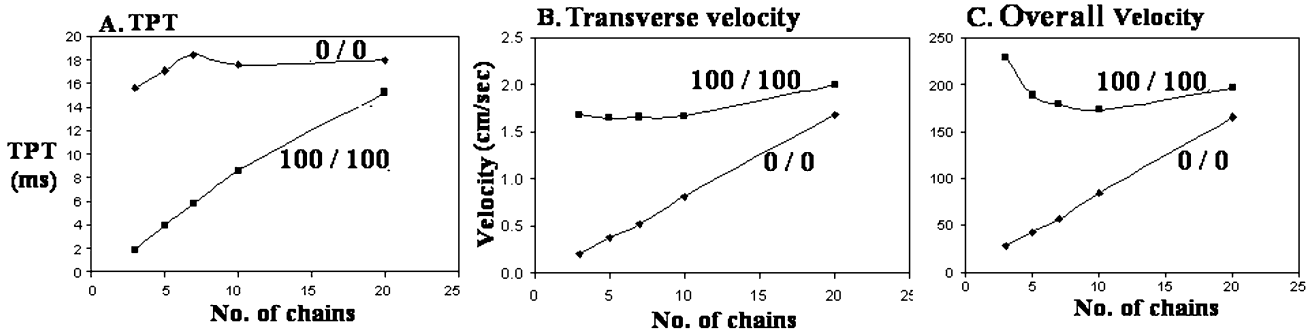 A. TPT
20
18
16
14
12
10
8
6
4
2
0
TPT
(ms)
0 / 0
100 / 100
0 5 10 15 20 25
No. of chains
B. Transverse velocity
2.5
2.0
1.5
1.0
0.5
0.0
Velocity (cm/sec)
100 / 100
0 / 0
0 5 10 15 20 25
No. of chains
C. Overall Velocity
250
200
150
100
50
0
100 / 100
0 / 0
0 5 10 15 20 25
No. of chains